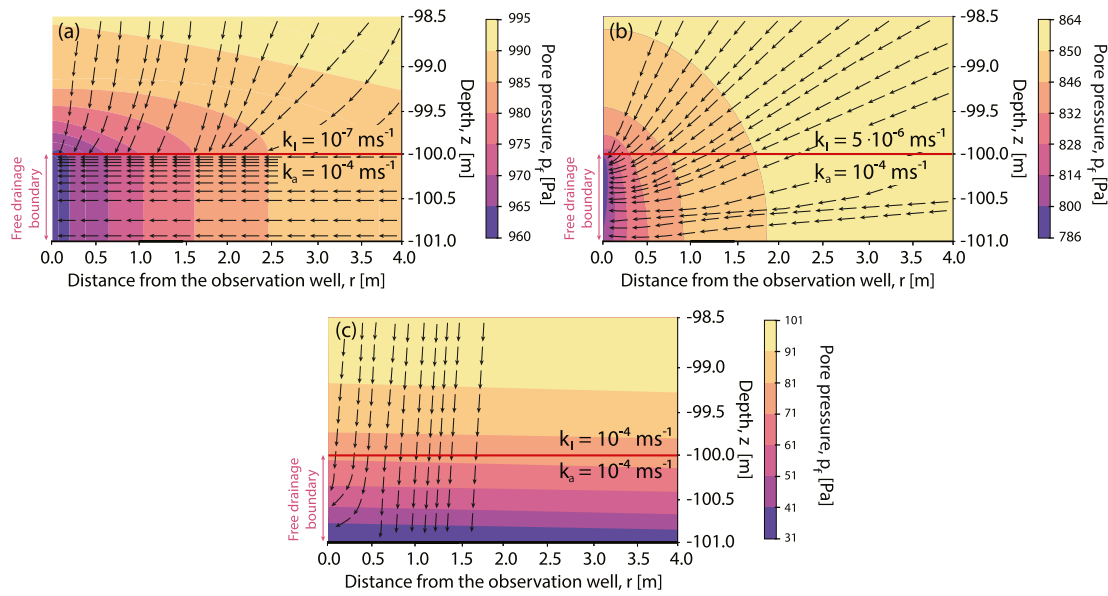 (a)
k_l = 10^-7 ms^-1
k_a = 10^-4 ms^-1
Free drainage
boundary
0.0 0.5 1.0 1.5 2.0 2.5 3.0 3.5 4.0
Distance from the observation well, r [m]
-98.5
-99.0
-99.5
-100.0
-100.5
-101.0
Depth, z [m]
995
990
985
980
975
970
965
960
Pore pressure, p_f [Pa]
(b)
k_l = 5·10^-6 ms^-1
k_a = 10^-4 ms^-1
Free drainage
boundary
0.0 0.5 1.0 1.5 2.0 2.5 3.0 3.5 4.0
Distance from the observation well, r [m]
-98.5
-99.0
-99.5
-100.0
-100.5
-101.0
Depth, z [m]
864
850
846
832
828
814
800
786
Pore pressure, p_f [Pa]
(c)
k_l = 10^-4 ms^-1
k_a = 10^-4 ms^-1
Free drainage
boundary
0.0 0.5 1.0 1.5 2.0 2.5 3.0 3.5 4.0
Distance from the observation well, r [m]
-98.5
-99.0
-99.5
-100.0
-100.5
-101.0
Depth, z [m]
101
91
81
71
61
51
41
31
Pore pressure, p_f [Pa]